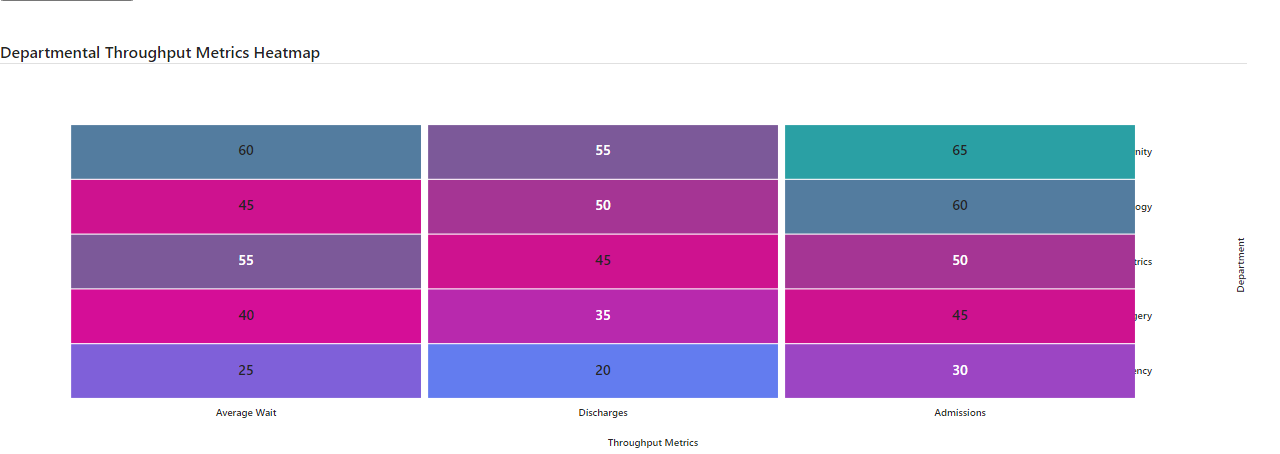 Departmental Throughput Metrics Heatmap
60 55 65 nity
45 50 60 ogy
55 45 50 trics
40 35 45 gery
25 20 30 ency
Department
Average Wait Discharges Admissions
Throughput Metrics